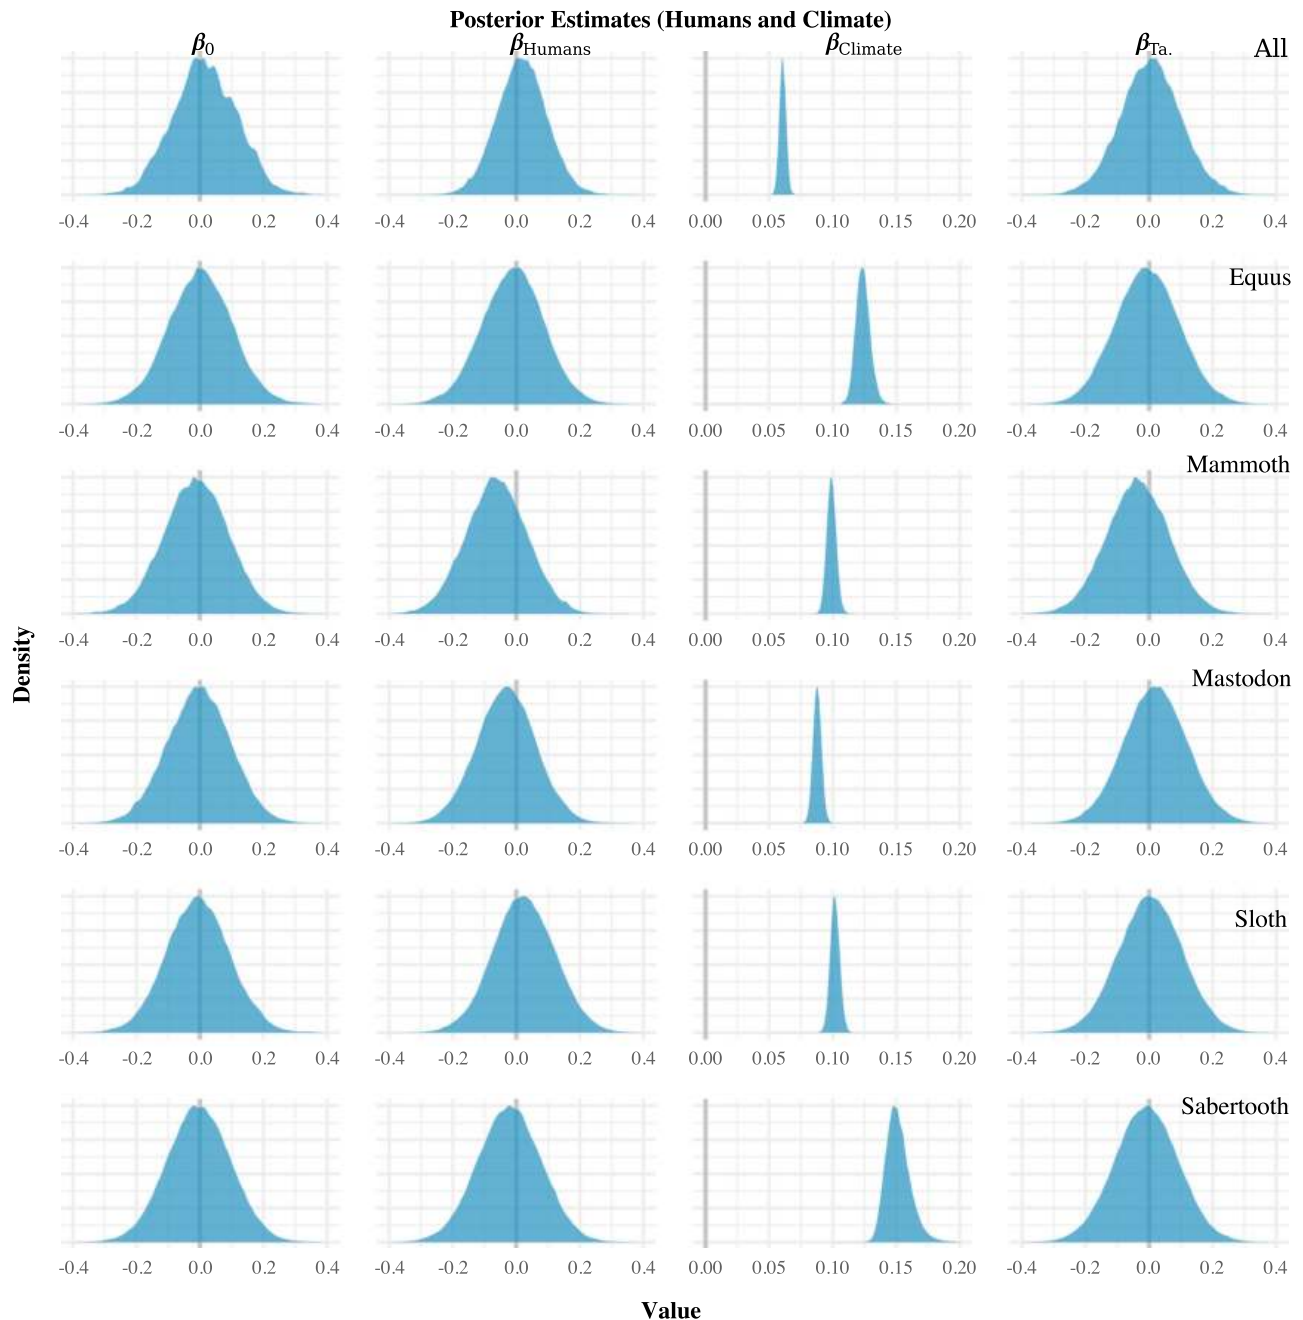 Posterior Estimates (Humans and Climate)
β0 βHumans βClimate βTa. All
-0.4 -0.2 0.0 0.2 0.4 -0.4 -0.2 0.0 0.2 0.4 0.00 0.05 0.10 0.15 0.20 -0.4 -0.2 0.0 0.2 0.4
Equus
-0.4 -0.2 0.0 0.2 0.4 -0.4 -0.2 0.0 0.2 0.4 0.00 0.05 0.10 0.15 0.20 -0.4 -0.2 0.0 0.2 0.4
Mammoth
-0.4 -0.2 0.0 0.2 0.4 -0.4 -0.2 0.0 0.2 0.4 0.00 0.05 0.10 0.15 0.20 -0.4 -0.2 0.0 0.2 0.4
Density
Mastodon
-0.4 -0.2 0.0 0.2 0.4 -0.4 -0.2 0.0 0.2 0.4 0.00 0.05 0.10 0.15 0.20 -0.4 -0.2 0.0 0.2 0.4
Sloth
-0.4 -0.2 0.0 0.2 0.4 -0.4 -0.2 0.0 0.2 0.4 0.00 0.05 0.10 0.15 0.20 -0.4 -0.2 0.0 0.2 0.4
Sabertooth
-0.4 -0.2 0.0 0.2 0.4 -0.4 -0.2 0.0 0.2 0.4 0.00 0.05 0.10 0.15 0.20 -0.4 -0.2 0.0 0.2 0.4
Value